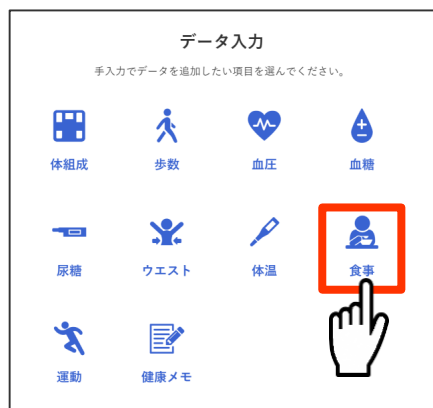 データ入力
手入力でデータを追加したい項目を選んでください。
体組成 歩数 血圧 血糖
尿糖 ウエスト 体温 食事
運動 健康メモ